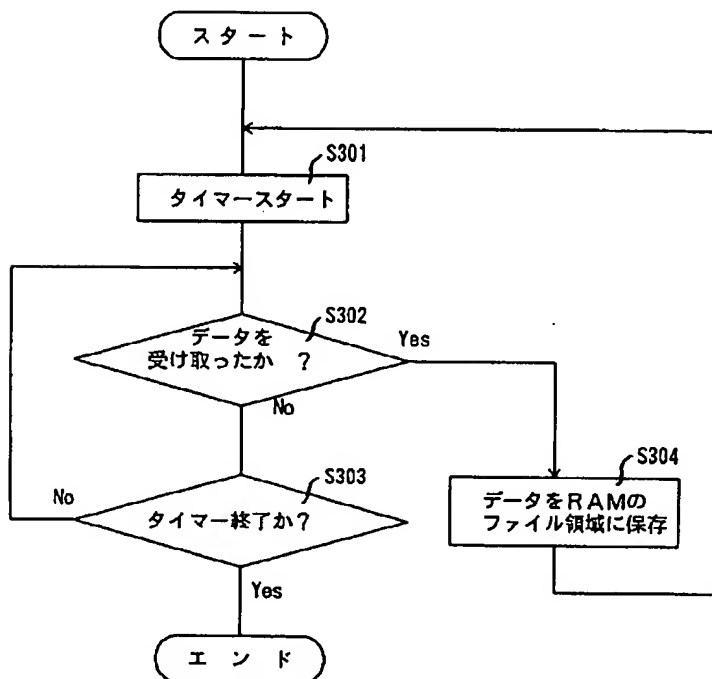 スタート
S301
タイマースタート
S302
データを
受け取ったか ?
Yes
No
S303
No
タイマー終了か?
S304
データをRAMの
ファイル領域に保存
Yes
エンド